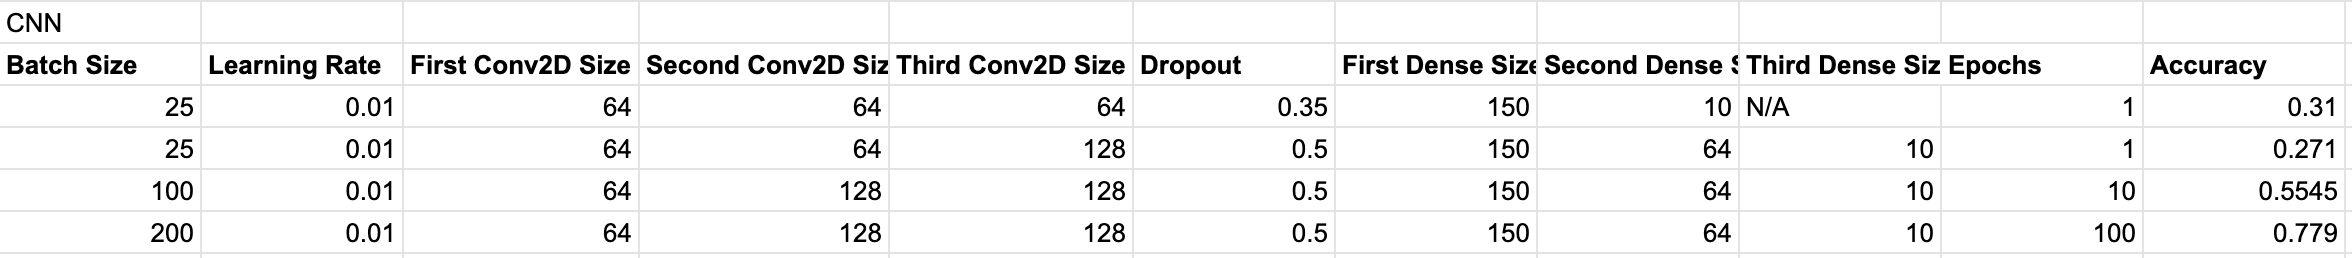 CNN
Batch Size Learning Rate First Conv2D Size Second Conv2D Siz Third Conv2D Size Dropout First Dense Size Second Dense S Third Dense Siz Epochs Accuracy
25 0.01 64 64 64 0.35 150 10 N/A 1 0.31
25 0.01 64 64 128 0.5 150 64 10 1 0.271
100 0.01 64 128 128 0.5 150 64 10 10 0.5545
200 0.01 64 128 128 0.5 150 64 10 100 0.779